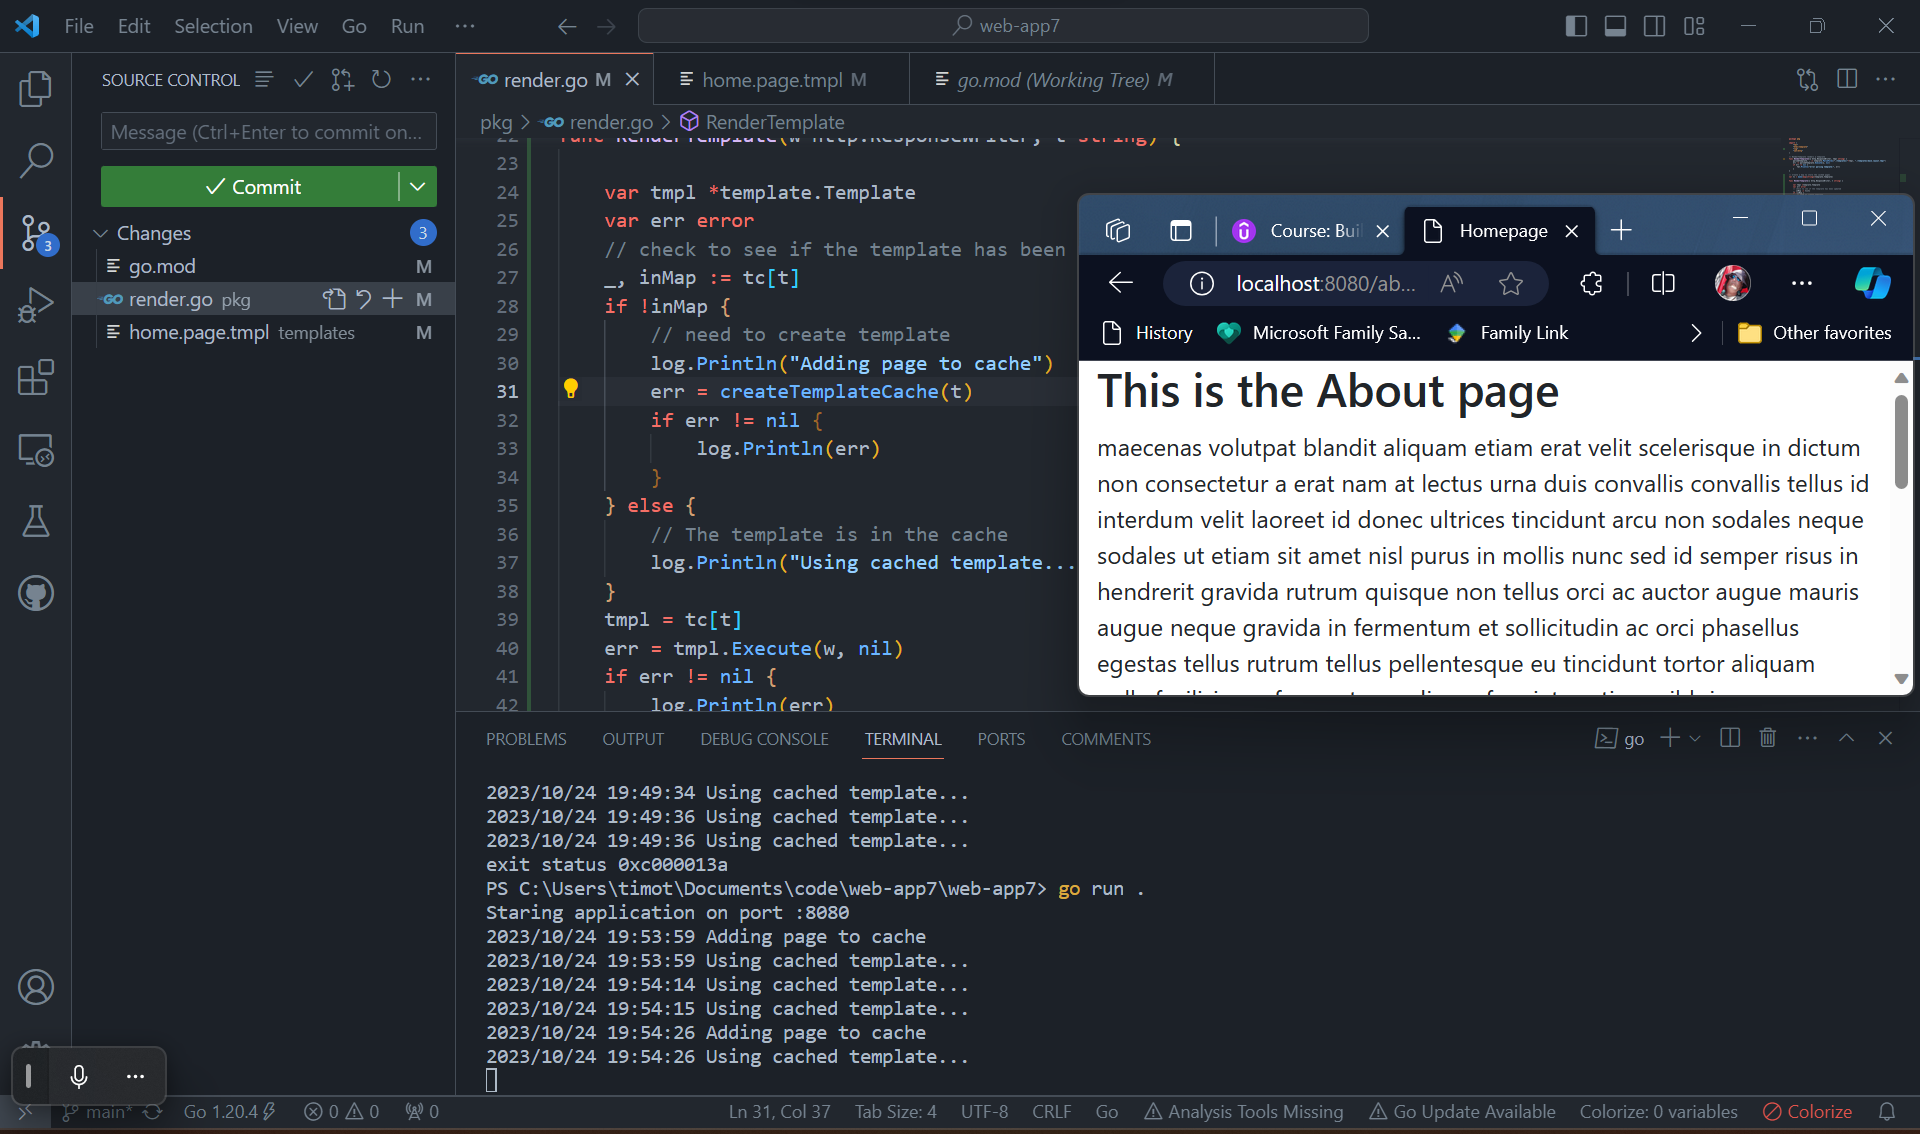 File Edit Selection View Go Run ...
web-app7
SOURCE CONTROL
Message (Ctrl+Enter to commit on...
Commit
Changes 3
go.mod M
render.go pkg M
home.page.tmpl templates M
3
render.go M
home.page.tmpl M
go.mod (Working Tree) M
pkg > render.go > RenderTemplate
22 func RenderTemplate(w http.ResponseWriter, t string) {
23
24 var tmpl *template.Template
25 var err error
26 // check to see if the template has been
27 _, inMap := tc[t]
28 if !inMap {
29 // need to create template
30 log.Println("Adding page to cache")
31 err = createTemplateCache(t)
32 if err != nil {
33 log.Println(err)
34 }
35 } else {
36 // The template is in the cache
37 log.Println("Using cached template...
38 }
39 tmpl = tc[t]
40 err = tmpl.Execute(w, nil)
41 if err != nil {
42 log.Println(err)
Course: Buil
Homepage
localhost:8080/ab...
History
Microsoft Family Sa...
Family Link
Other favorites
This is the About page
maecenas volutpat blandit aliquam etiam erat velit scelerisque in dictum
non consectetur a erat nam at lectus urna duis convallis convallis tellus id
interdum velit laoreet id donec ultrices tincidunt arcu non sodales neque
sodales ut etiam sit amet nisl purus in mollis nunc sed id semper risus in
hendrerit gravida rutrum quisque non tellus orci ac auctor augue mauris
augue neque gravida in fermentum et sollicitudin ac orci phasellus
egestas tellus rutrum tellus pellentesque eu tincidunt tortor aliquam
PROBLEMS OUTPUT DEBUG CONSOLE TERMINAL PORTS COMMENTS
go
2023/10/24 19:49:34 Using cached template...
2023/10/24 19:49:36 Using cached template...
2023/10/24 19:49:36 Using cached template...
exit status 0xc000013a
PS C:\Users\timot\Documents\code\web-app7\web-app7> go run .
Staring application on port :8080
2023/10/24 19:53:59 Adding page to cache
2023/10/24 19:53:59 Using cached template...
2023/10/24 19:54:14 Using cached template...
2023/10/24 19:54:15 Using cached template...
2023/10/24 19:54:26 Adding page to cache
2023/10/24 19:54:26 Using cached template...
main* Go 1.20.4 0 0 0 Ln 31, Col 37 Tab Size: 4 UTF-8 CRLF Go Analysis Tools Missing Go Update Available Colorize: 0 variables Colorize